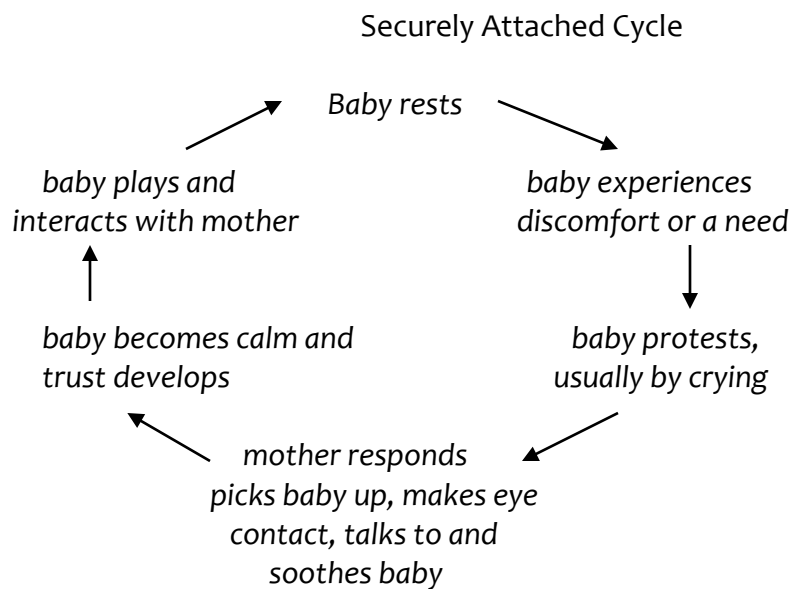 Securely Attached Cycle
Baby rests
baby experiences
discomfort or a need
baby protests,
usually by crying
mother responds
picks baby up, makes eye
contact, talks to and
soothes baby
baby becomes calm and
trust develops
baby plays and
interacts with mother